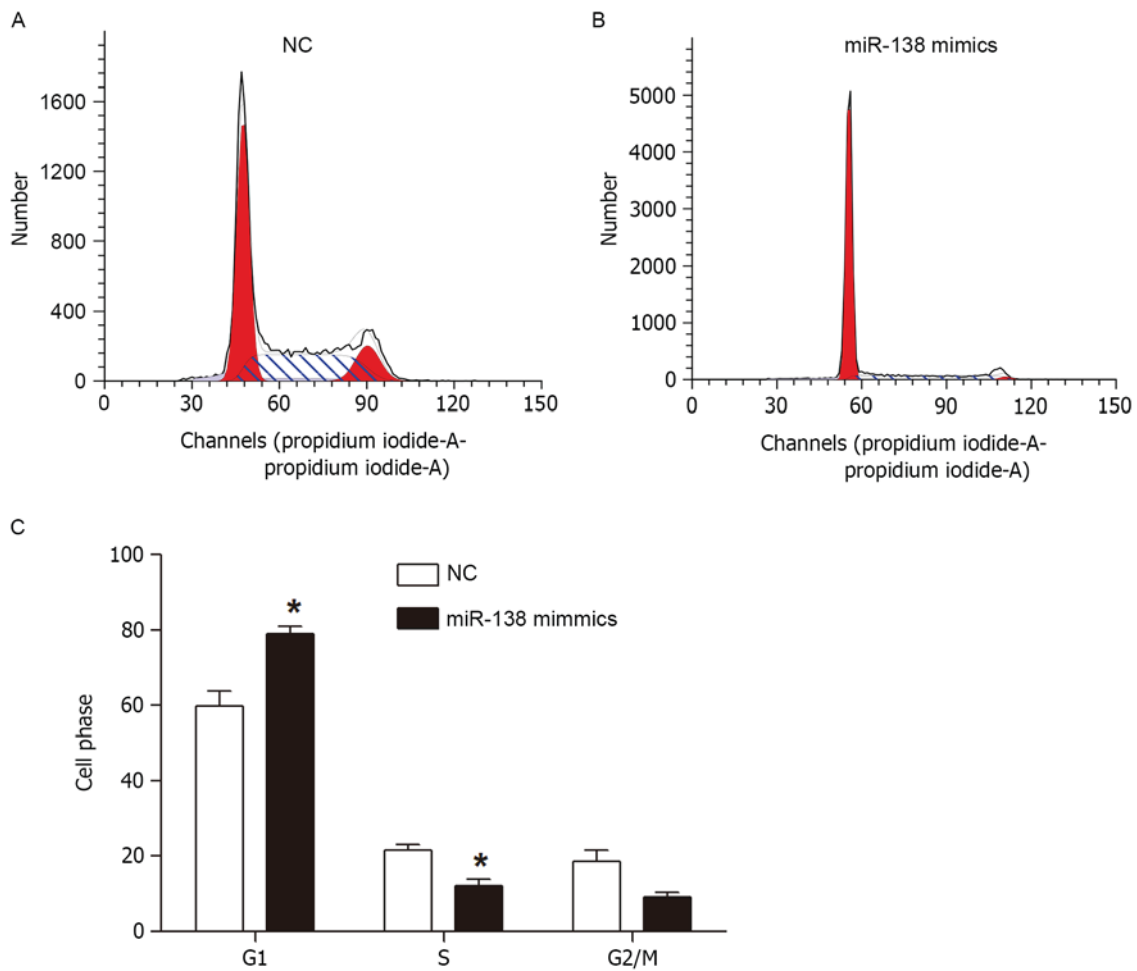 A
NC
1600
1200
800
400
0
Number
0 30 60 90 120 150
Channels (propidium iodide-A-
propidium iodide-A)
B
miR-138 mimics
5000
4000
3000
2000
1000
0
Number
0 30 60 90 120 150
Channels (propidium iodide-A-
propidium iodide-A)
C
100
80
60
40
20
0
Cell phase
NC
miR-138 mimmics
*
*
G1 S G2/M